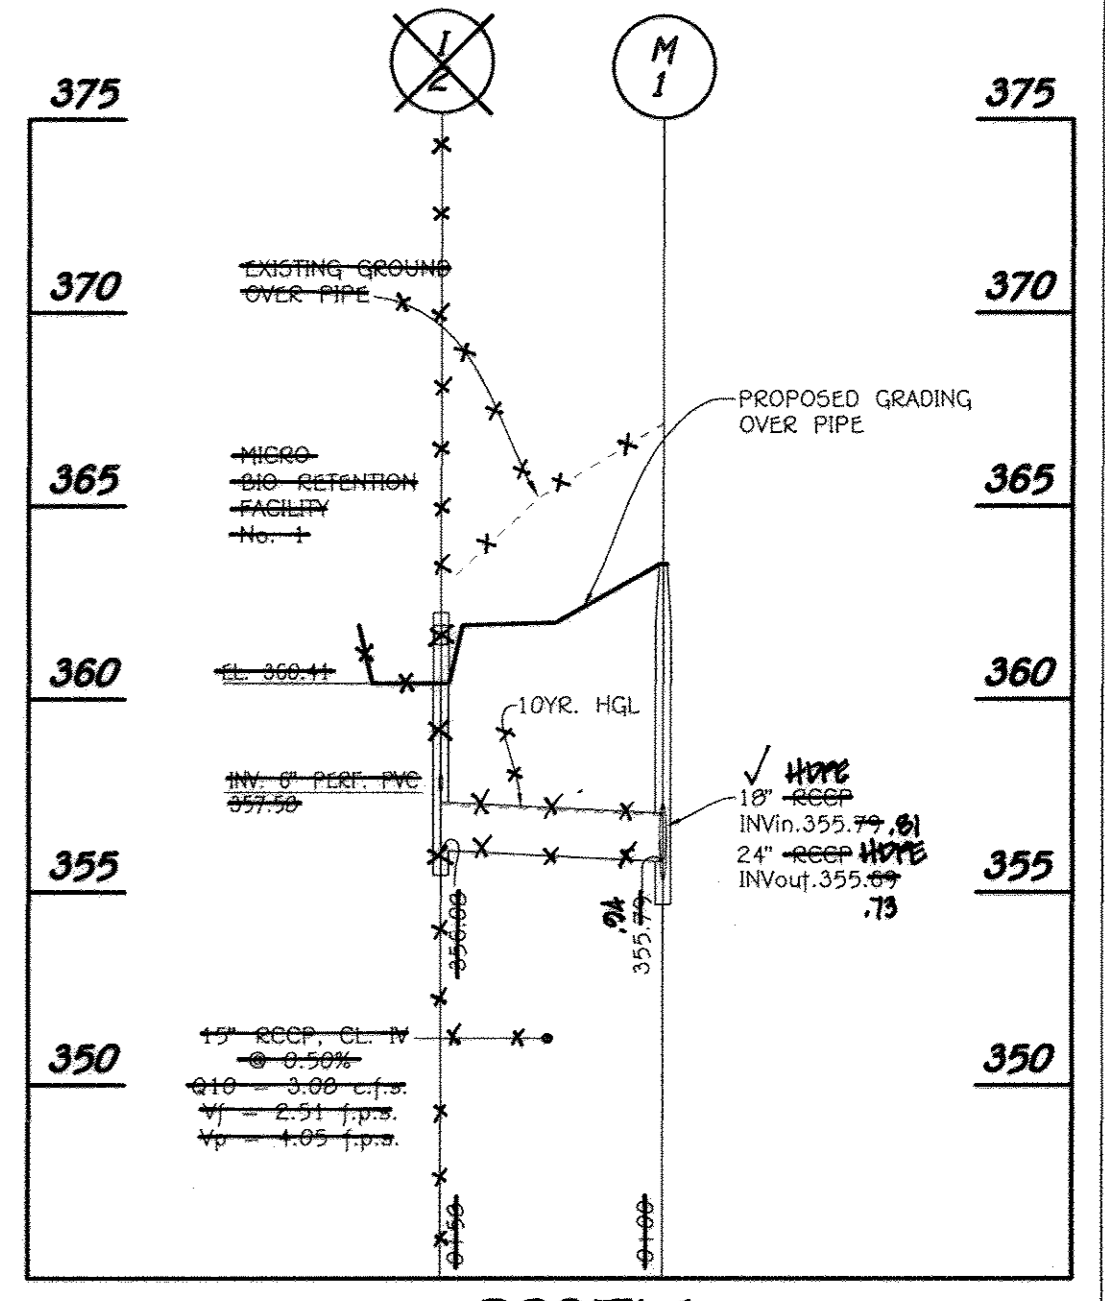 I
2
M
1
375
375
EXISTING GROUND
OVER PIPE
370
370
PROPOSED GRADING
OVER PIPE
MICRO
BIO RETENTION
FACILITY
No. 1
365
365
EL. 360.41
360
360
10YR. HGL
INV. 6" PERF. PVC
357.50
✓ HDPE
18" RCCP
INVin.355.79 .81
24" RCCP HDPE
INVout.355.69
.73
355
355
356.00
.94
355.79
15" RCCP, CL. IV
@ 0.50%
Q10 = 3.08 c.f.s.
Vf = 2.51 f.p.s.
Vp = 4.05 f.p.s.
350
350
0+50
0+00